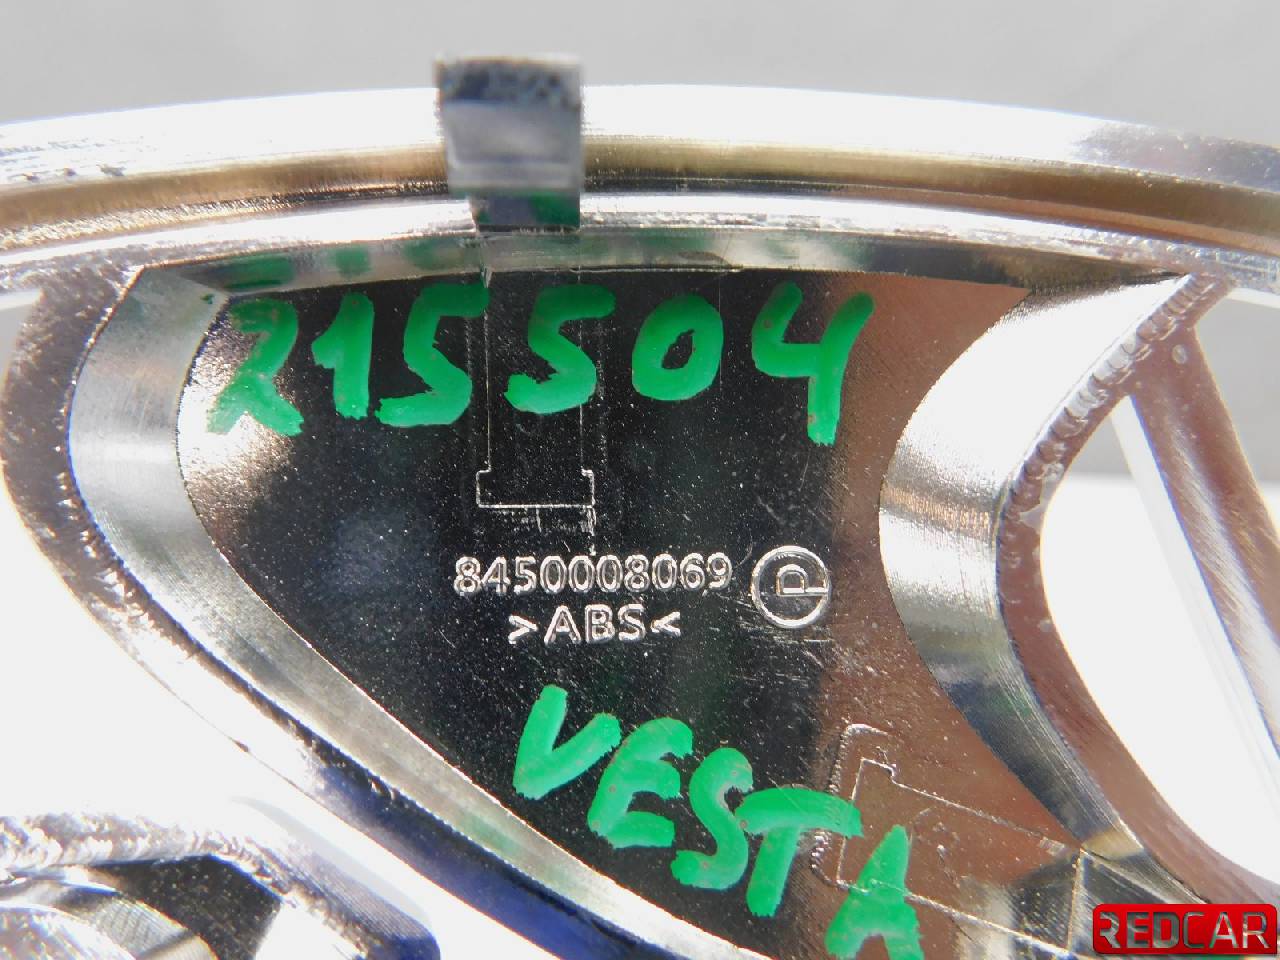 215504
8450008069 P
>ABS<
VESTA
REDCAR